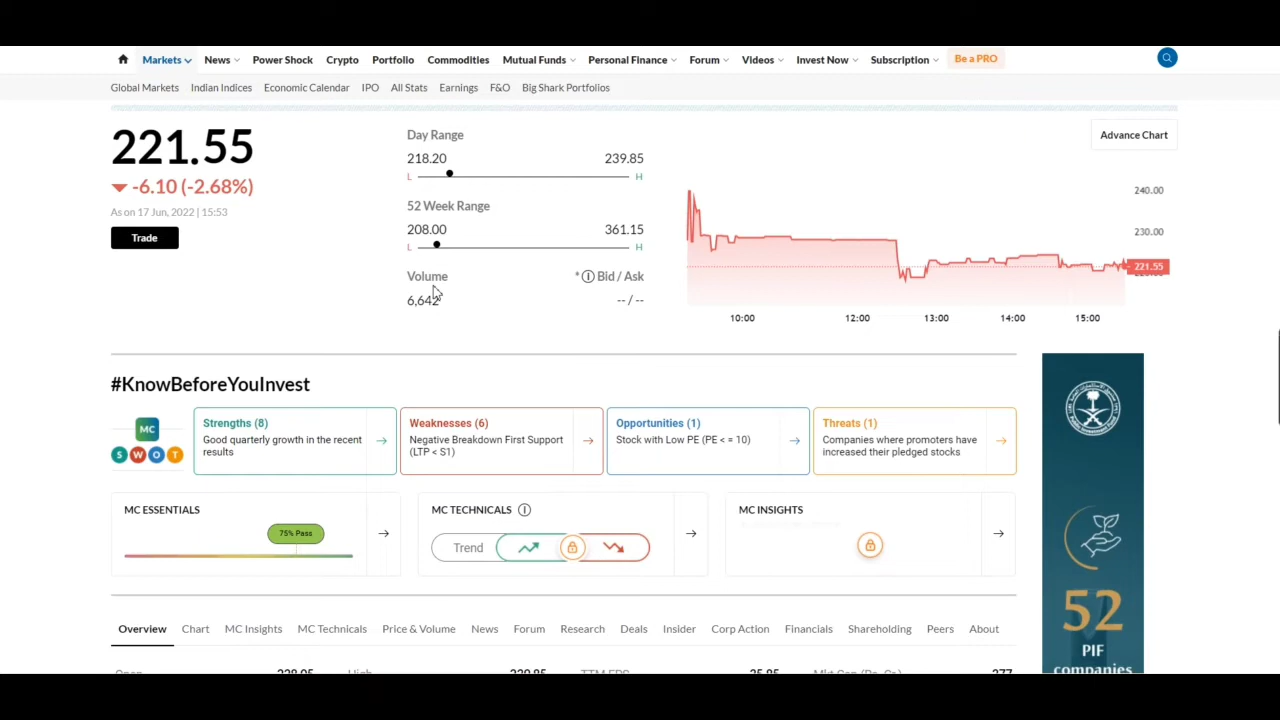 Markets News Power Shock Crypto Portfolio Commodities Mutual Funds Personal Finance Forum Videos Invest Now Subscription Be a PRO
Global Markets Indian Indices Economic Calendar IPO All Stats Earnings F&O Big Shark Portfolios
221.55
-6.10 (-2.68%)
As on 17 Jun, 2022 | 15:53
Trade
Day Range
218.20 239.85
L H
52 Week Range
208.00 361.15
L H
Volume * Bid / Ask
6,642 -- / --
Advance Chart
240.00
230.00
221.55
10:00 12:00 13:00 14:00 15:00
#KnowBeforeYouInvest
MC
S W O T
Strengths (8)
Good quarterly growth in the recent
results
Weaknesses (6)
Negative Breakdown First Support
(LTP < S1)
Opportunities (1)
Stock with Low PE (PE < = 10)
Threats (1)
Companies where promoters have
increased their pledged stocks
MC ESSENTIALS
75% Pass
MC TECHNICALS
Trend
MC INSIGHTS
52
PIF
companies
Overview Chart MC Insights MC Technicals Price & Volume News Forum Research Deals Insider Corp Action Financials Shareholding Peers About